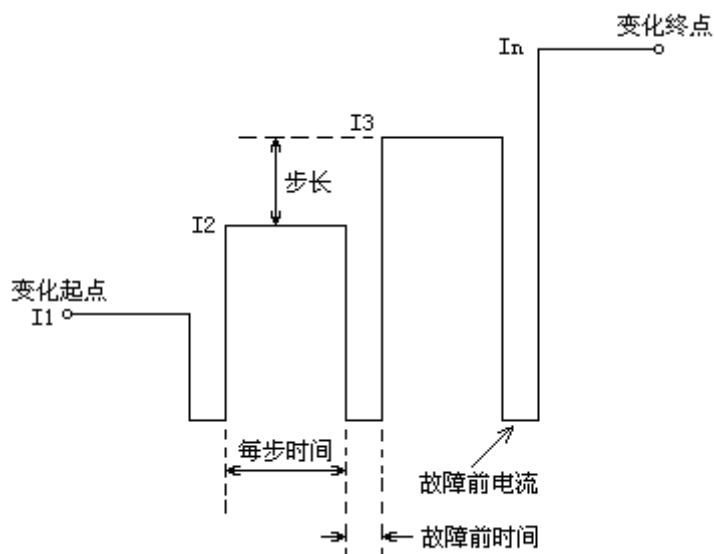 变化终点
In
I3
步长
I2
变化起点
I1
每步时间
故障前电流
故障前时间